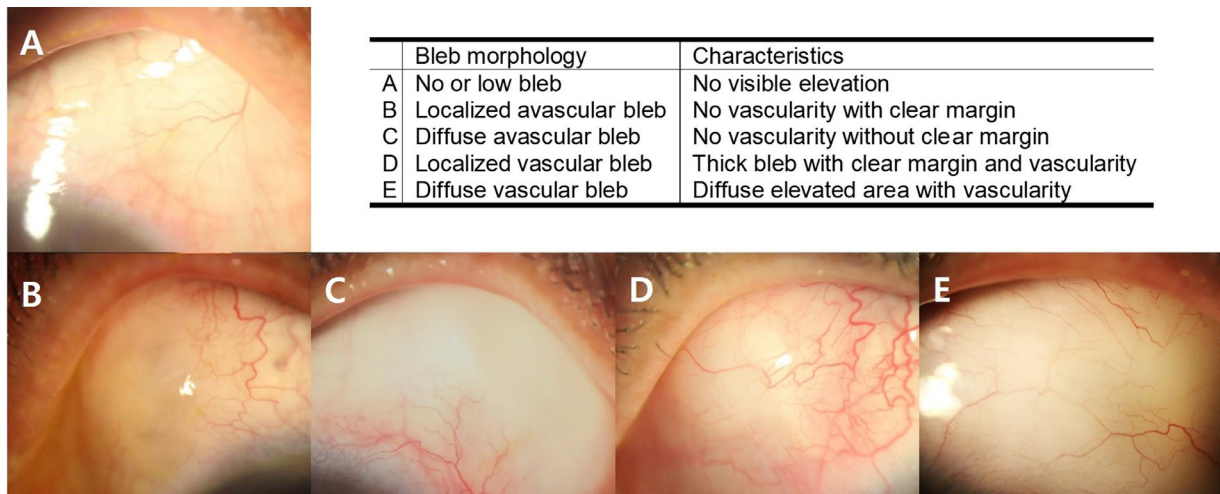 A
Bleb morphology Characteristics
A No or low bleb No visible elevation
B Localized avascular bleb No vascularity with clear margin
C Diffuse avascular bleb No vascularity without clear margin
D Localized vascular bleb Thick bleb with clear margin and vascularity
E Diffuse vascular bleb Diffuse elevated area with vascularity
B C D E